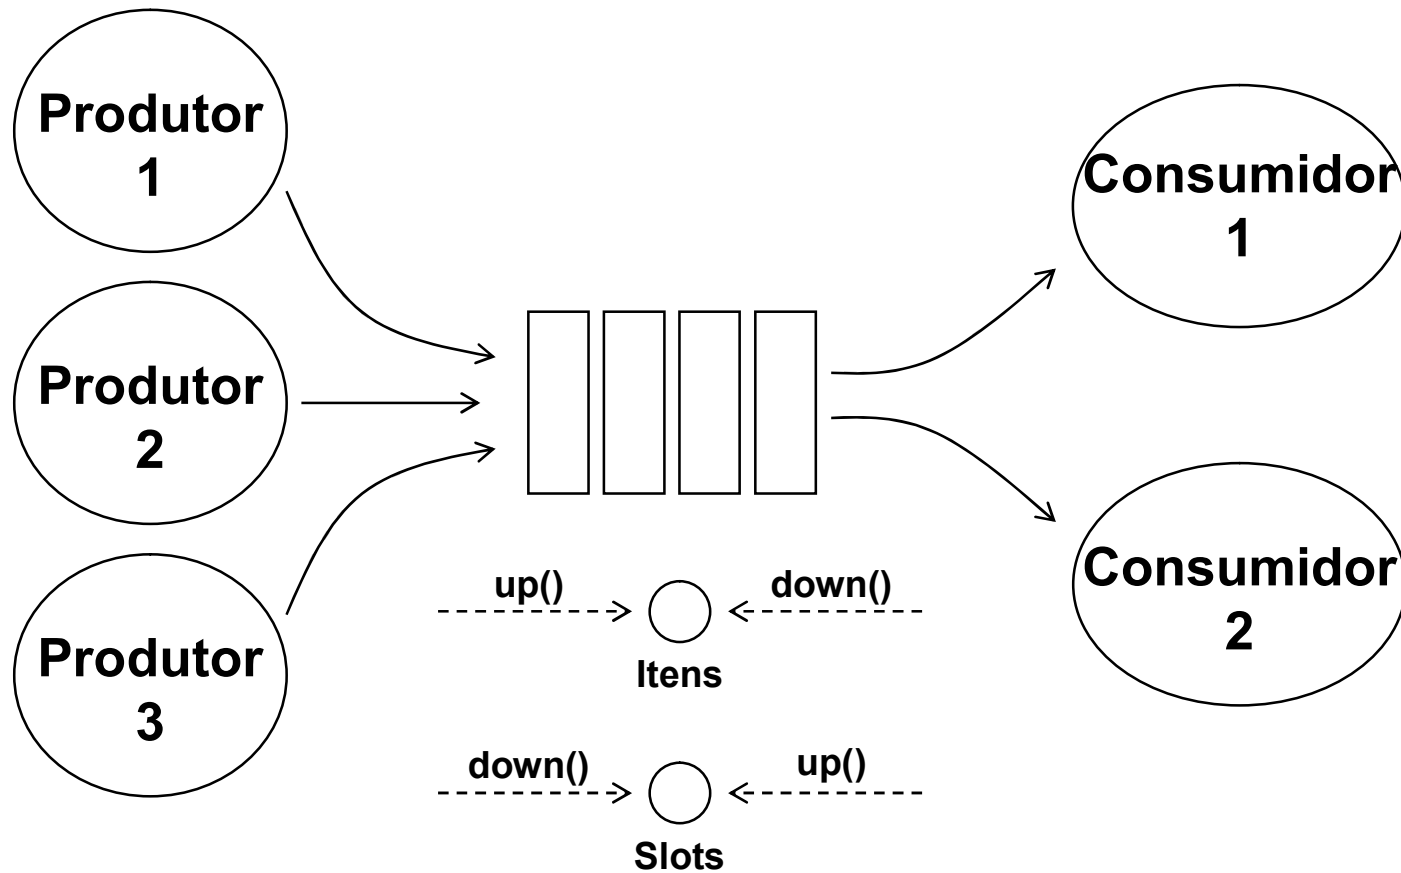 Produtor
1
Produtor
2
Produtor
3
Consumidor
1
Consumidor
2
up()
down()
Itens
down()
up()
Slots